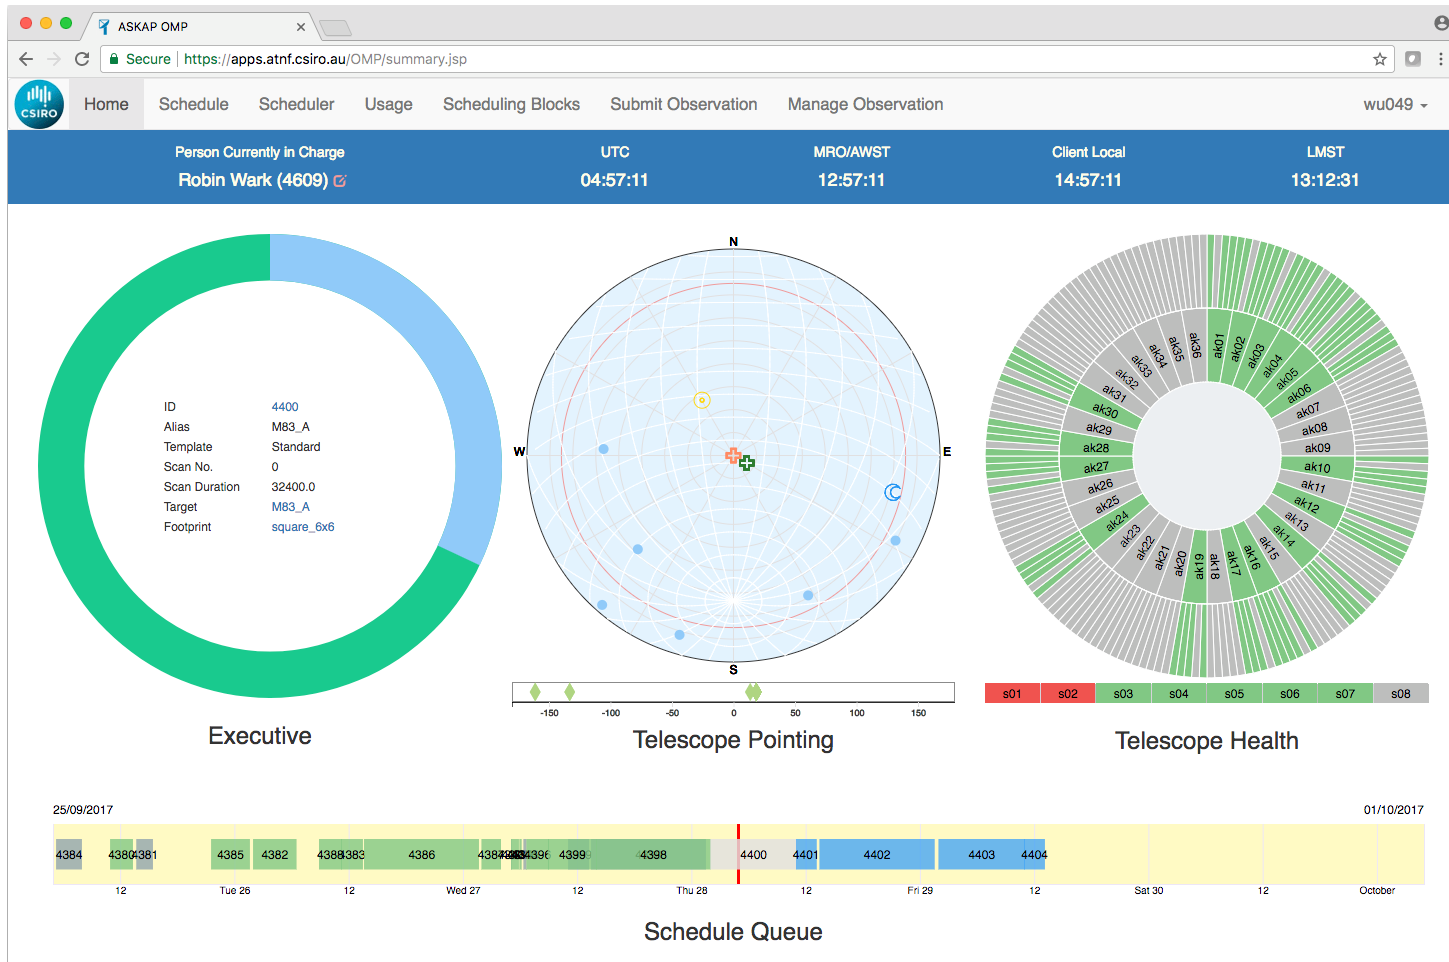 ASKAP OMP
Secure https://apps.atnf.csiro.au/OMP/summary.jsp
CSIRO Home Schedule Scheduler Usage Scheduling Blocks Submit Observation Manage Observation wu049
Person Currently in Charge UTC MRO/AWST Client Local LMST
Robin Wark (4609) 04:57:11 12:57:11 14:57:11 13:12:31
ID 4400
Alias M83_A
Template Standard
Scan No. 0
Scan Duration 32400.0
Target M83_A
Footprint square_6x6
Executive
N
W E
S
-150 -100 -50 0 50 100 150
Telescope Pointing
ak01
ak02
ak03
ak04
ak05
ak06
ak07
ak08
ak09
ak10
ak11
ak12
ak13
ak14
ak15
ak16
ak17
ak18
ak19
ak20
ak21
ak22
ak23
ak24
ak25
ak26
ak27
ak28
ak29
ak30
ak31
ak32
ak33
ak34
ak35
ak36
s01 s02 s03 s04 s05 s06 s07 s08
Telescope Health
25/09/2017 01/10/2017
4384 4380 4381 4385 4382 4386 4399 4398 4400 4401 4402 4403 4404
12 Tue 26 12 Wed 27 12 Thu 28 12 Fri 29 12 Sat 30 12 October
Schedule Queue